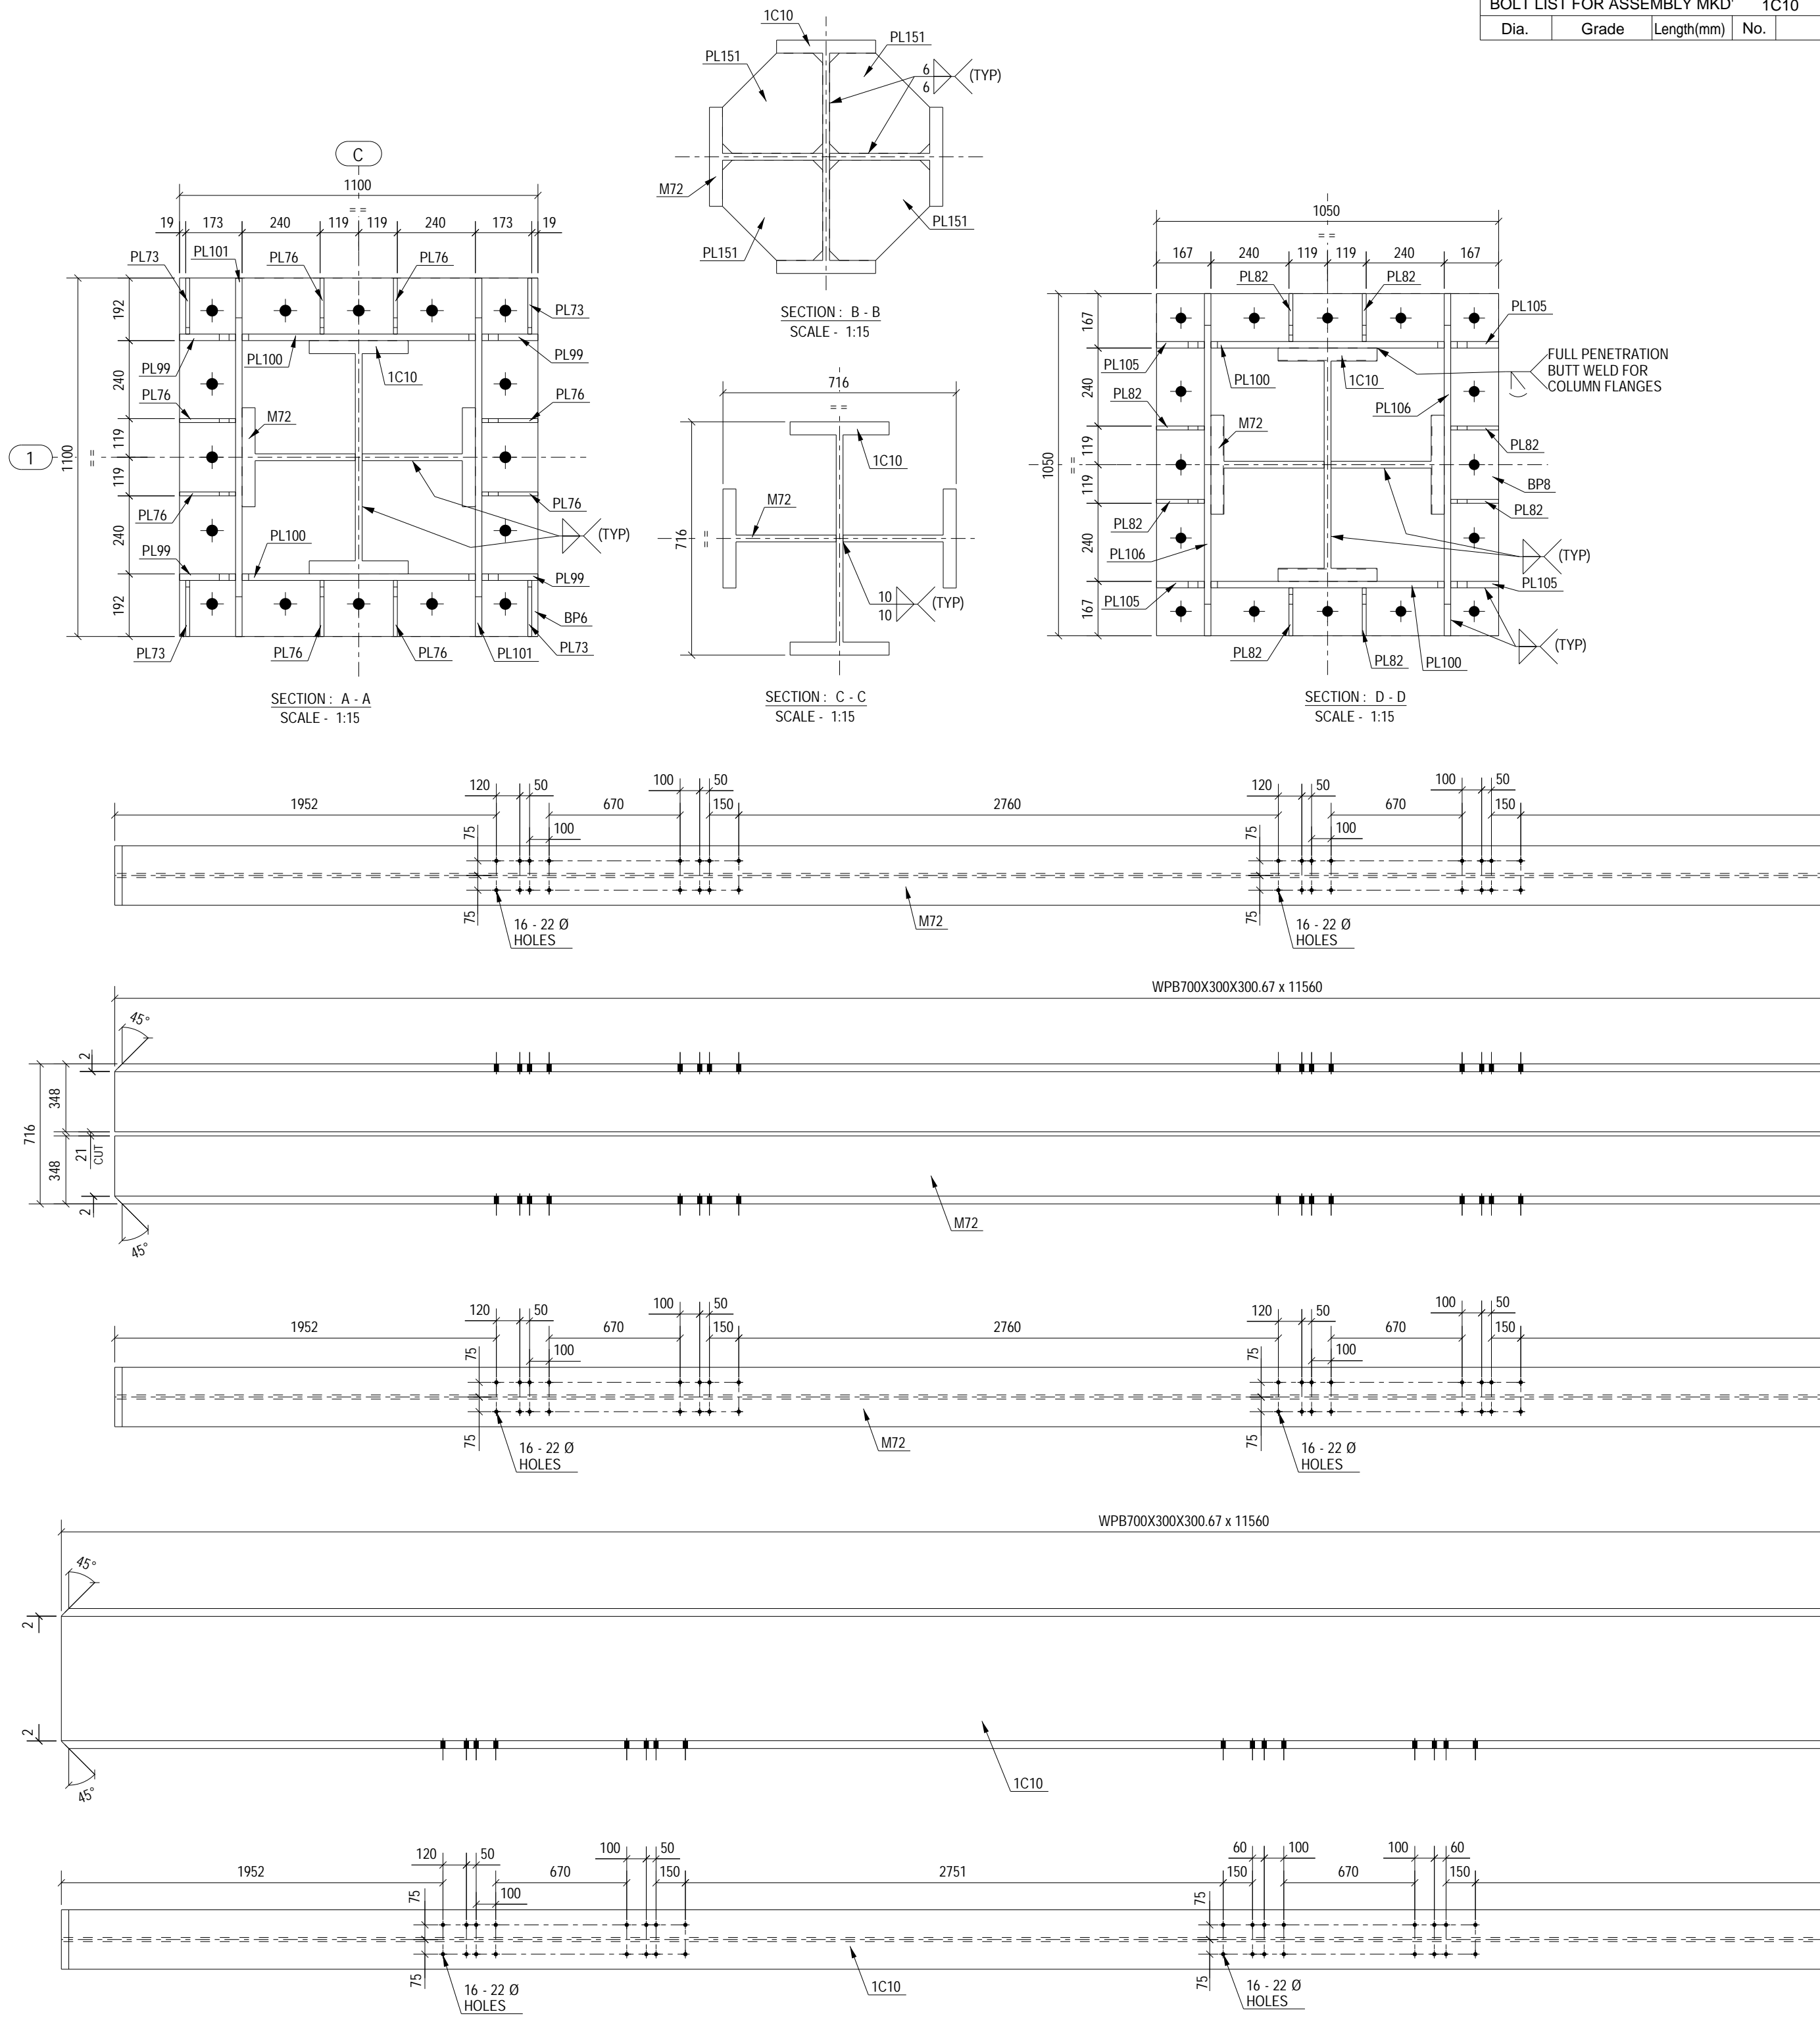 BOLT LIST FOR ASSEMBLY MKD' 1C10
Dia. Grade Length(mm) No.
1C10
PL151
PL151
6
6
(TYP)
M72
PL151
PL151
SECTION : B - B
SCALE - 1:15
C
1100
= =
19 173 240 119 119 240 173 19
PL73
PL101
PL76
PL76
PL73
192
PL99
PL100
PL99
1C10
240
PL76
PL76
M72
119
1
1100
=
119
PL76
PL76
240
(TYP)
PL99
PL100
PL99
192
BP6
PL73
PL76
PL76
PL101
PL73
SECTION : A - A
SCALE - 1:15
716
= =
1C10
M72
716
=
10
10
(TYP)
SECTION : C - C
SCALE - 1:15
1050
= =
167 240 119 119 240 167
PL82
PL82
PL105
167
PL105
PL100
1C10
FULL PENETRATION
BUTT WELD FOR
COLUMN FLANGES
240
PL82
PL106
M72
PL82
119
1050
=
BP8
119
PL82
PL82
240
PL106
(TYP)
PL105
PL105
167
PL82
PL82
PL100
(TYP)
SECTION : D - D
SCALE - 1:15
120 50 100 50 120 50 100 50
1952 670 150 2760 670 150
100 100
75
75
16 - 22 Ø
HOLES
M72
16 - 22 Ø
HOLES
WPB700X300X300.67 x 11560
45°
2
348
716
21
CUT
348
2
M72
45°
120 50 100 50 120 50 100 50
1952 670 150 2760 670 150
75 100 75 100
75 75
16 - 22 Ø
HOLES
M72
16 - 22 Ø
HOLES
WPB700X300X300.67 x 11560
45°
2
2
45°
1C10
120 50 100 50 60 100 100 60
1952 670 150 2751 150 670 150
75 100 75
75 75
16 - 22 Ø
HOLES
1C10
16 - 22 Ø
HOLES